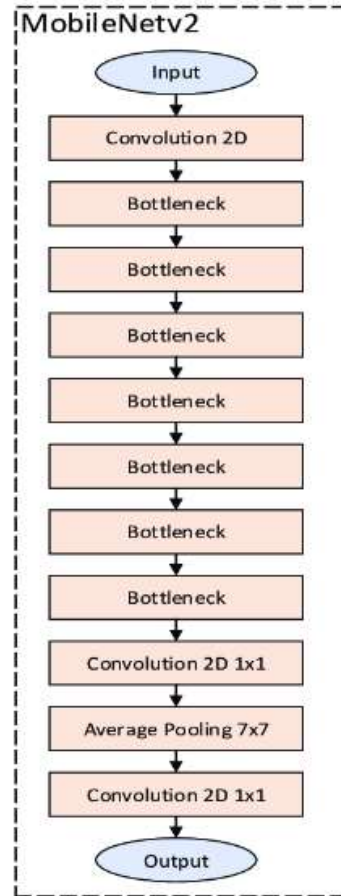 MobileNetv2
Input
Convolution 2D
Bottleneck
Bottleneck
Bottleneck
Bottleneck
Bottleneck
Bottleneck
Bottleneck
Convolution 2D 1x1
Average Pooling 7x7
Convolution 2D 1x1
Output